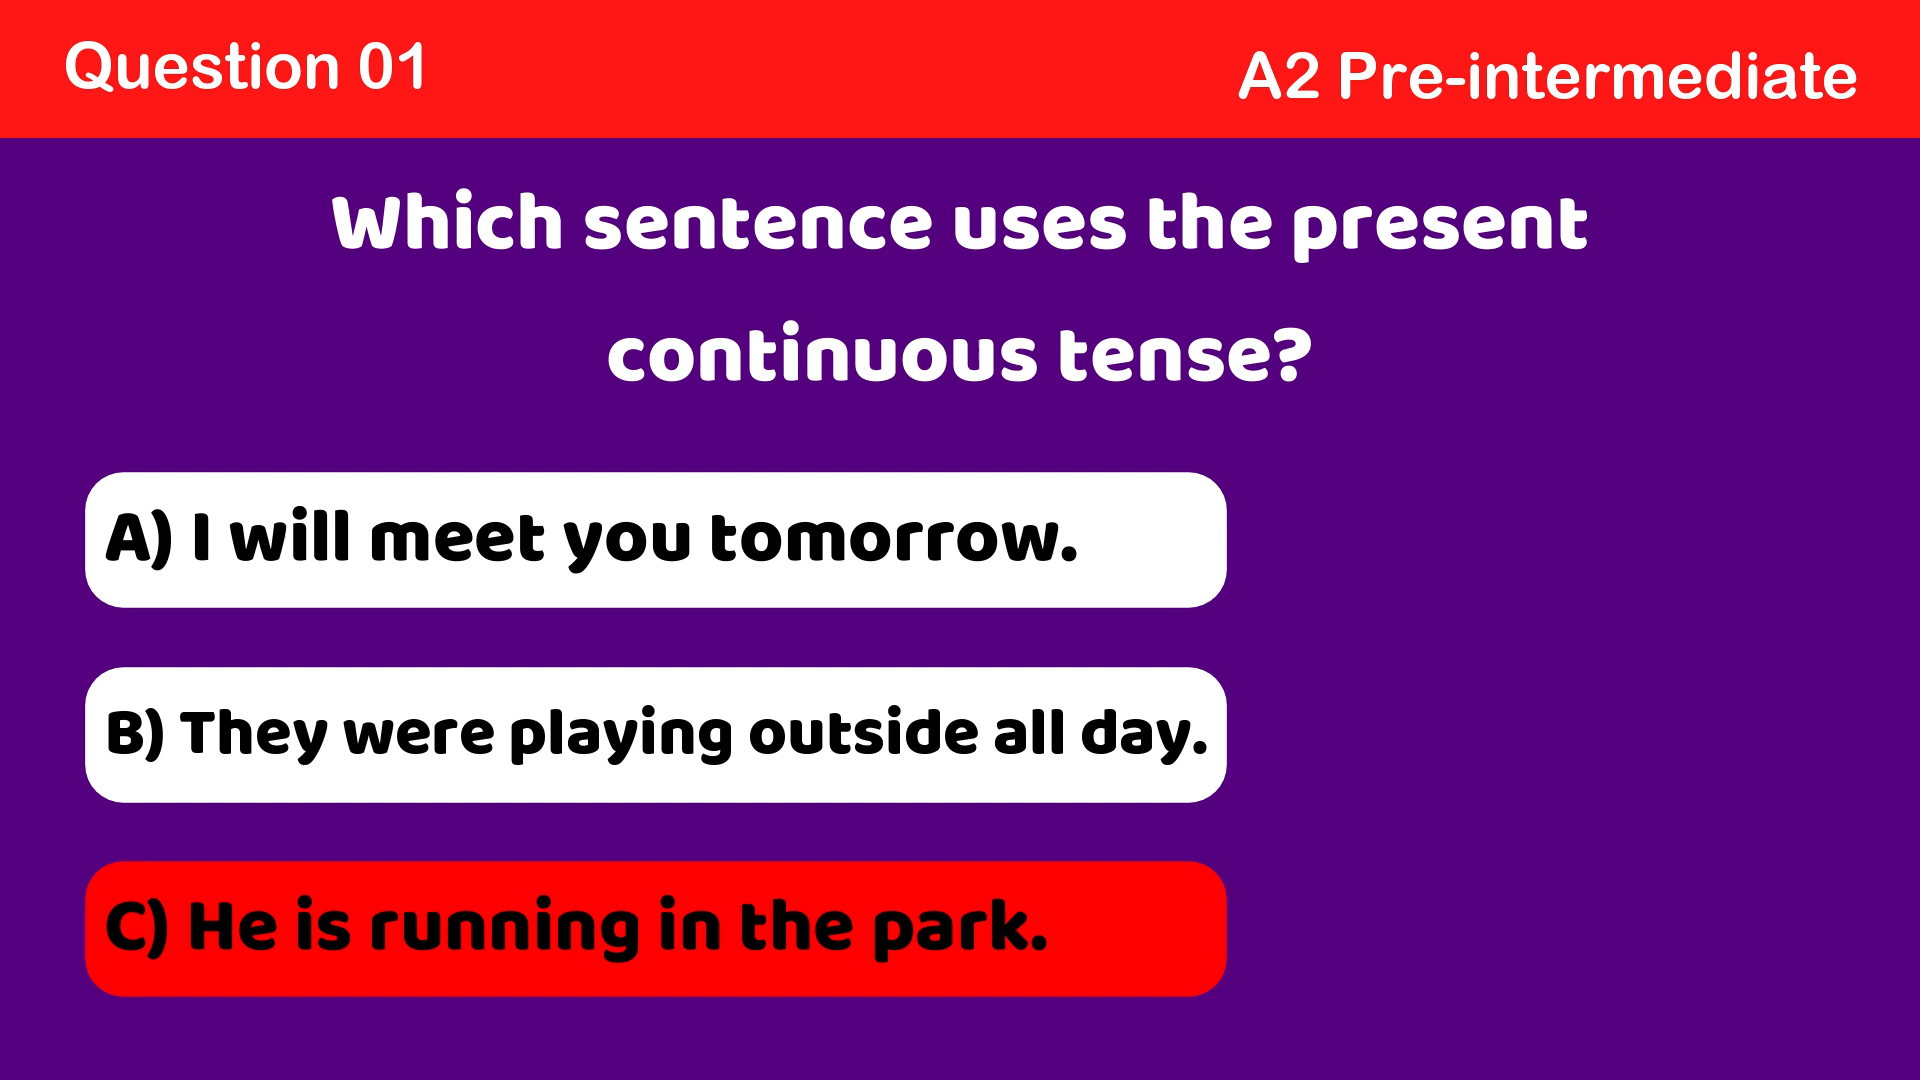 Question 01
A2 Pre-intermediate
Which sentence uses the present
continuous tense?
A) I will meet you tomorrow.
B) They were playing outside all day.
C) He is running in the park.